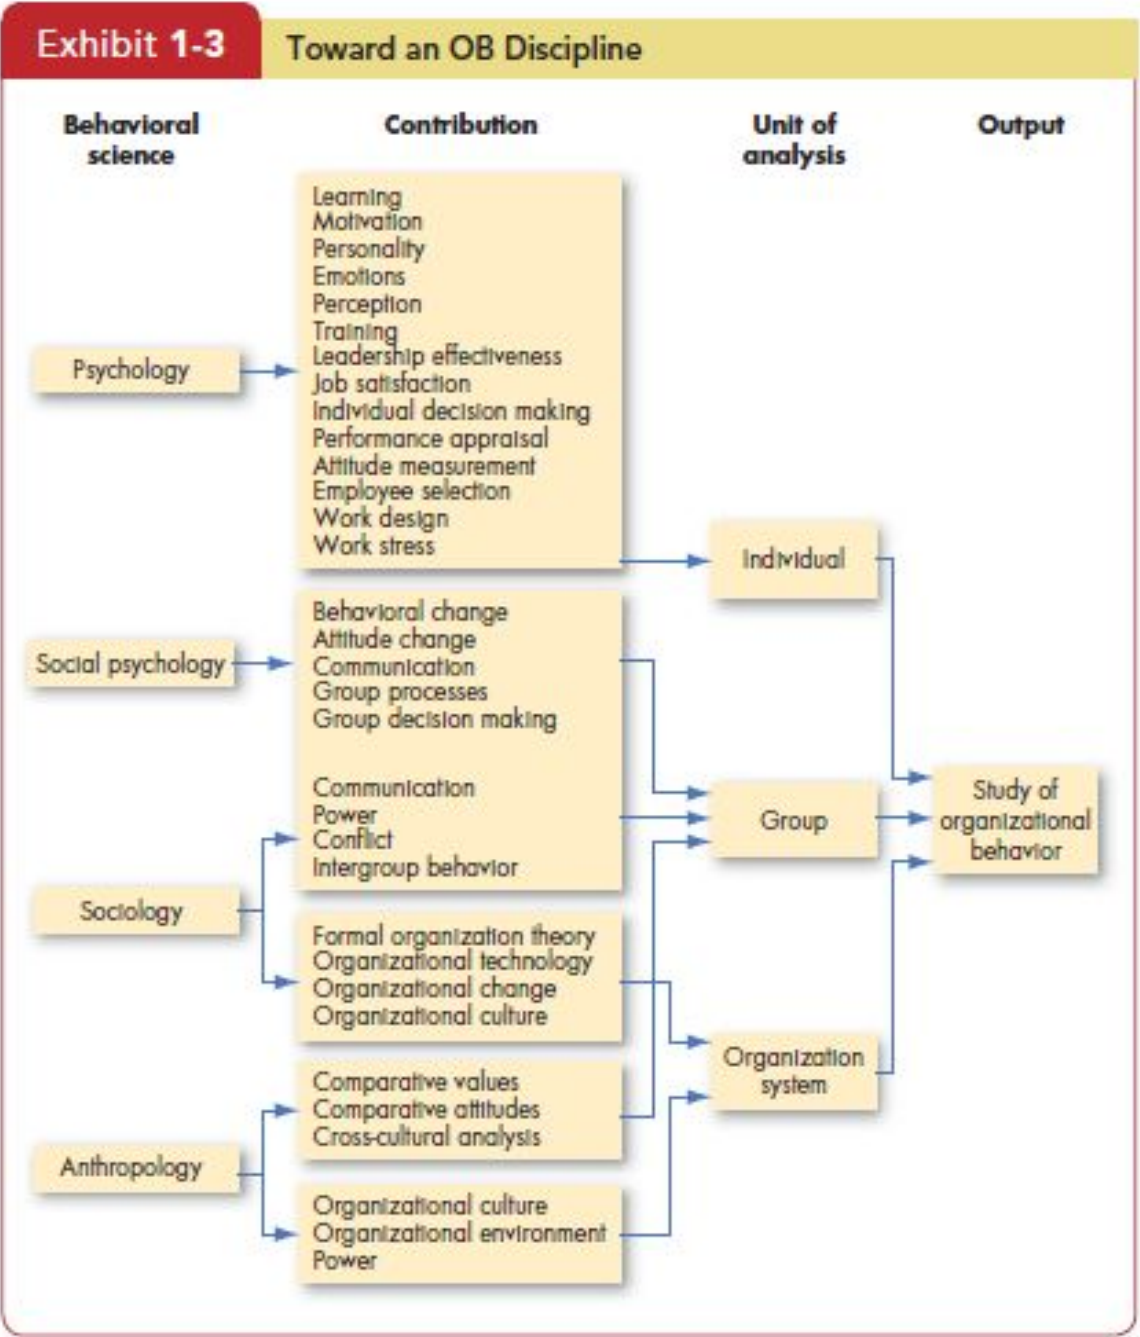 Exhibit 1-3
Toward an OB Discipline
Behavioral
science
Contribution
Unit of
analysis
Output
Psychology
Learning
Motivation
Personality
Emotions
Perception
Training
Leadership effectiveness
Job satisfaction
Individual decision making
Performance appraisal
Attitude measurement
Employee selection
Work design
Work stress
Individual
Social psychology
Behavioral change
Attitude change
Communication
Group processes
Group decision making
Communication
Power
Conflict
Intergroup behavior
Group
Study of
organizational
behavior
Sociology
Formal organization theory
Organizational technology
Organizational change
Organizational culture
Organization
system
Anthropology
Comparative values
Comparative attitudes
Cross-cultural analysis
Organizational culture
Organizational environment
Power